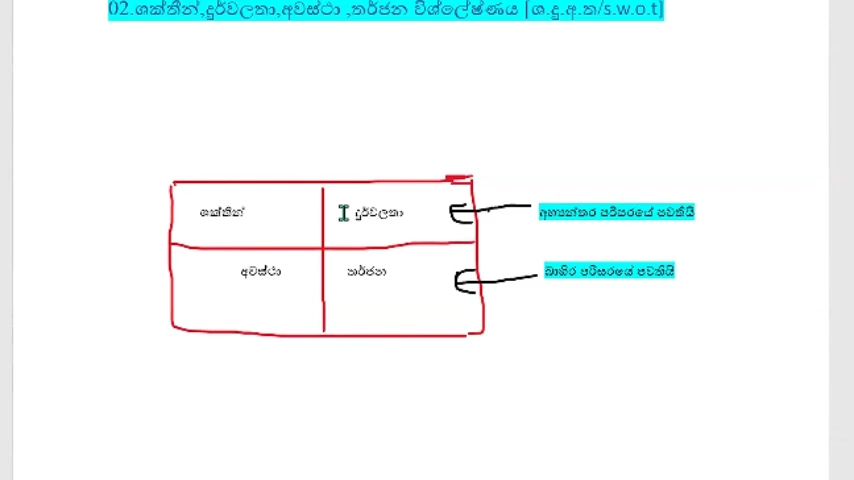 02.ශක්තීන්,දුර්වලතා,අවස්ථා ,තර්ජන විශ්ලේෂණය [ශ.දු.අ.ත/s.w.o.t]
ශක්තීන්
දුර්වලතා
අභ්‍යන්තර පරිසරයේ පවතියි
අවස්ථා
තර්ජන
බාහිර පරිසරයේ පවතියි